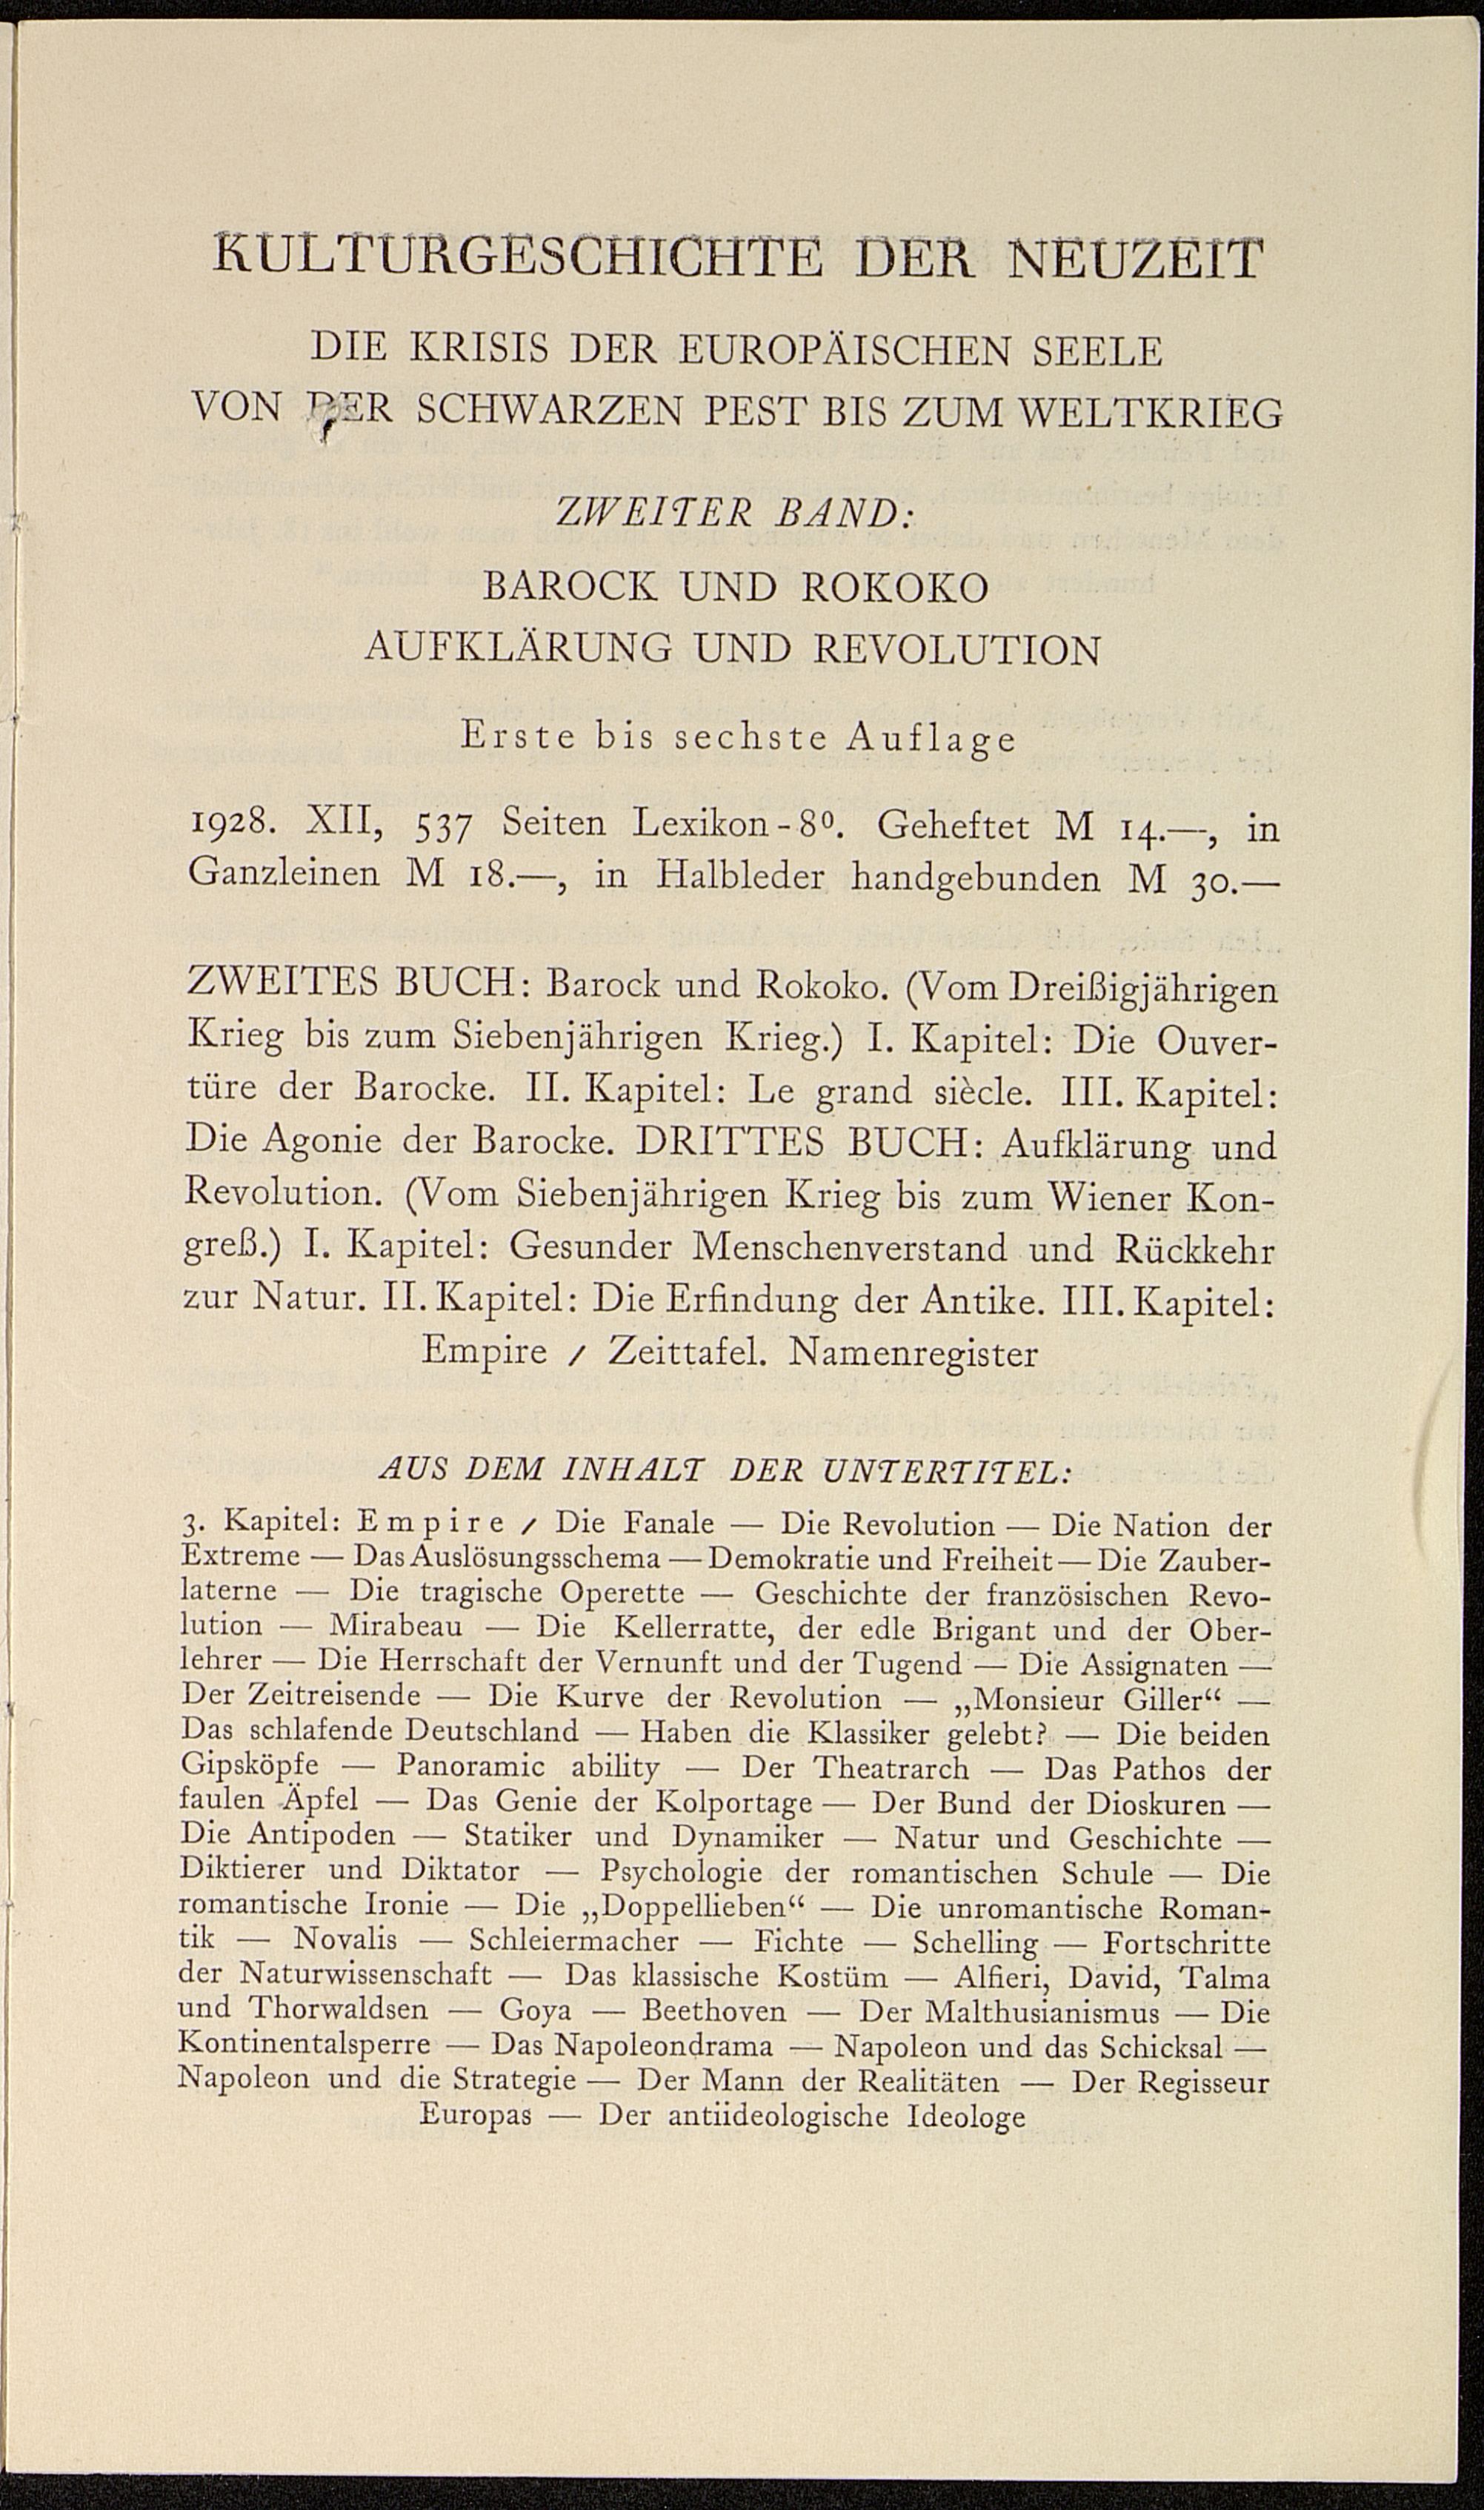 KULTURGESCHICHTE DER NEUZEIT
DIE KRISIS DER EUROPÄISCHEN SEELE
VON DER SCHWARZEN PEST BIS ZUM WELTKRIEG
ZWEITER BAND:
BAROCK UND ROKOKO
AUFKLÄRUNG UND REVOLUTION
Erste bis sechste Auflage
1928. XII, 537 Seiten Lexikon-8⁰. Geheftet M 14.—, in
Ganzleinen M 18.—, in Halbleder handgebunden M 30.—
ZWEITES BUCH: Barock und Rokoko. (Vom Dreißigjährigen
Krieg bis zum Siebenjährigen Krieg.) I. Kapitel: Die Ouver-
türe der Barocke. II. Kapitel: Le grand siècle. III. Kapitel:
Die Agonie der Barocke. DRITTES BUCH: Aufklärung und
Revolution. (Vom Siebenjährigen Krieg bis zum Wiener Kon-
greß.) I. Kapitel: Gesunder Menschenverstand und Rückkehr
zur Natur. II. Kapitel: Die Erfindung der Antike. III. Kapitel:
Empire / Zeittafel. Namenregister
AUS DEM INHALT DER UNTERTITEL:
3. Kapitel: Empire / Die Fanale — Die Revolution — Die Nation der
Extreme — Das Auslösungsschema — Demokratie und Freiheit — Die Zauber-
laterne — Die tragische Operette — Geschichte der französischen Revo-
lution — Mirabeau — Die Kellerratte, der edle Brigant und der Ober-
lehrer — Die Herrschaft der Vernunft und der Tugend — Die Assignaten —
Der Zeitreisende — Die Kurve der Revolution — „Monsieur Giller“ —
Das schlafende Deutschland — Haben die Klassiker gelebt? — Die beiden
Gipsköpfe — Panoramic ability — Der Theatrarch — Das Pathos der
faulen Äpfel — Das Genie der Kolportage — Der Bund der Dioskuren —
Die Antipoden — Statiker und Dynamiker — Natur und Geschichte —
Diktierer und Diktator — Psychologie der romantischen Schule — Die
romantische Ironie — Die „Doppellieben“ — Die unromantische Roman-
tik — Novalis — Schleiermacher — Fichte — Schelling — Fortschritte
der Naturwissenschaft — Das klassische Kostüm — Alfieri, David, Talma
und Thorwaldsen — Goya — Beethoven — Der Malthusianismus — Die
Kontinentalsperre — Das Napoleondrama — Napoleon und das Schicksal —
Napoleon und die Strategie — Der Mann der Realitäten — Der Regisseur
Europas — Der antiideologische Ideologe